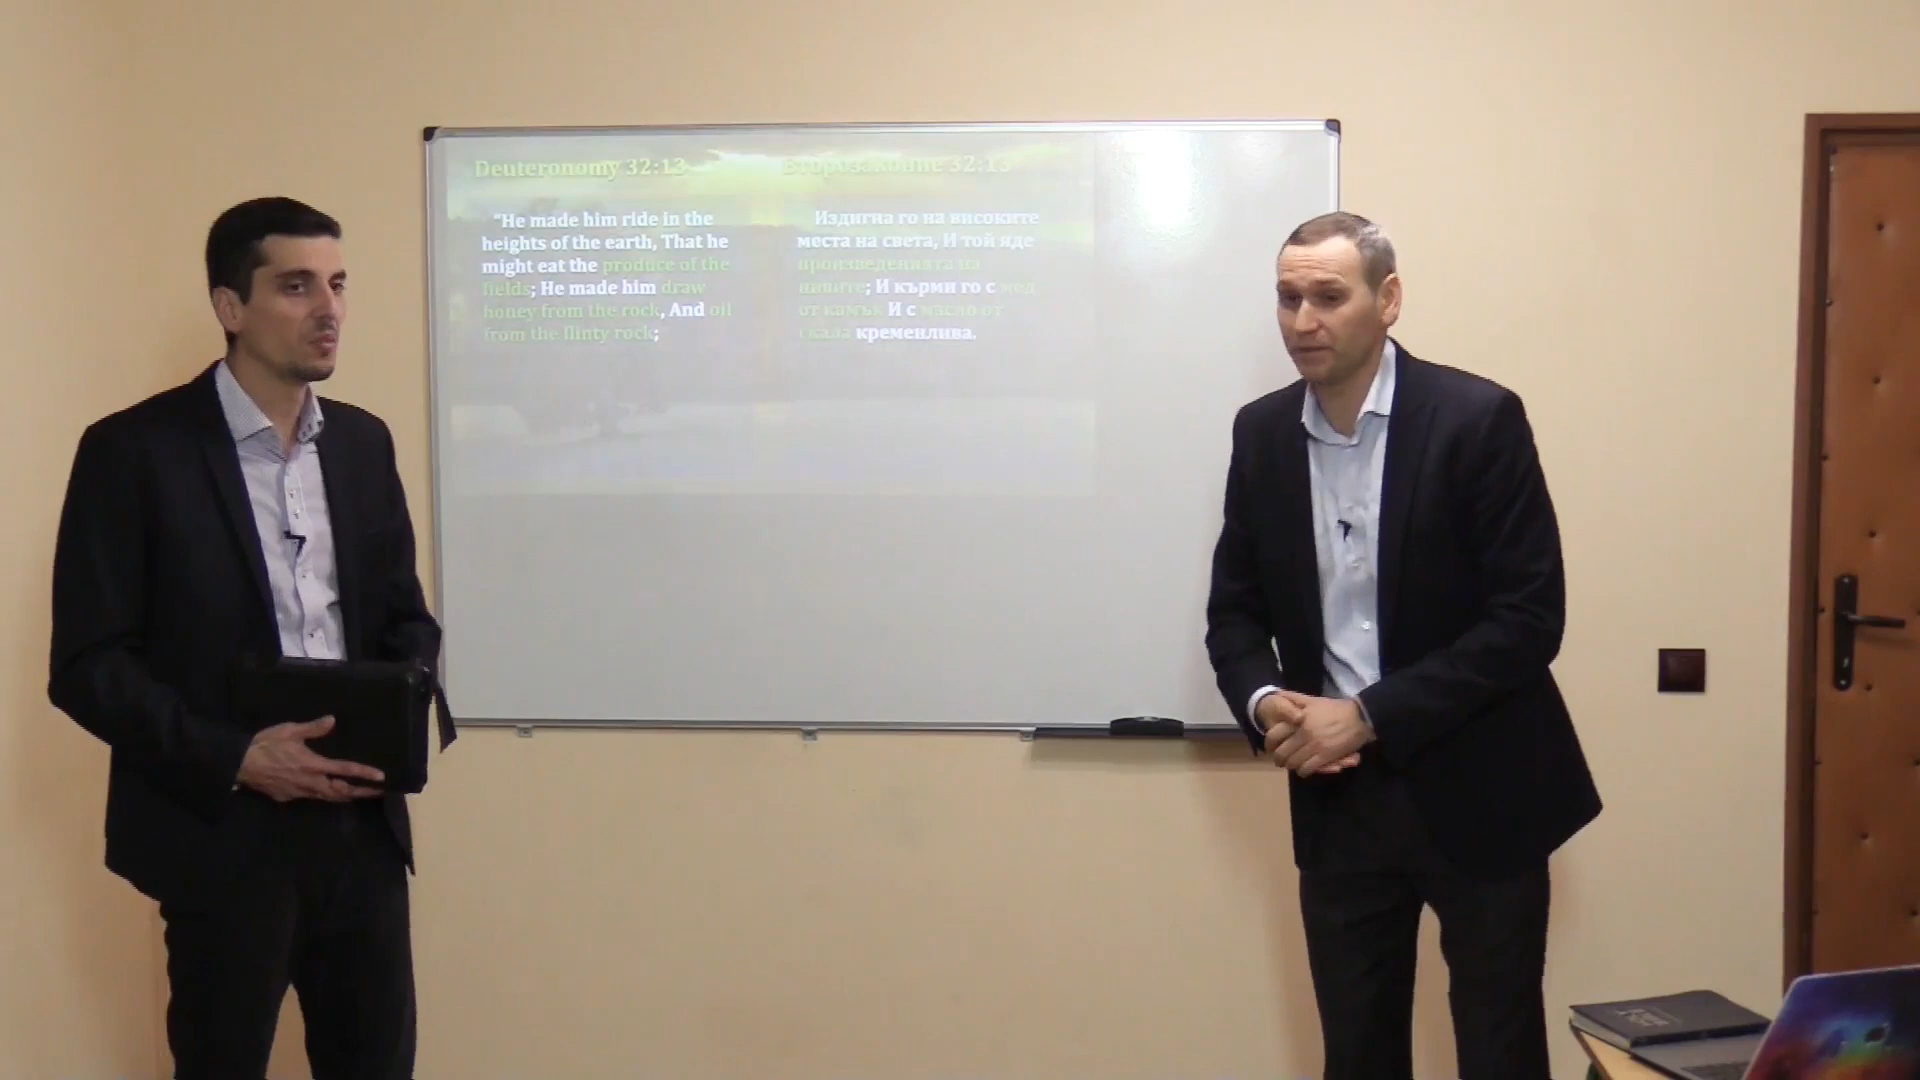 Deuteronomy 32:13
“He made him ride in the
heights of the earth, That he
might eat the produce of the
fields; He made him draw
honey from the rock, And oil
from the flinty rock;
Второзаконие 32:13
Издигна го на високите
места на света, И той яде
произведенията на
нивите; И кърми го с мед
от камък И с масло от
скала кременлива.